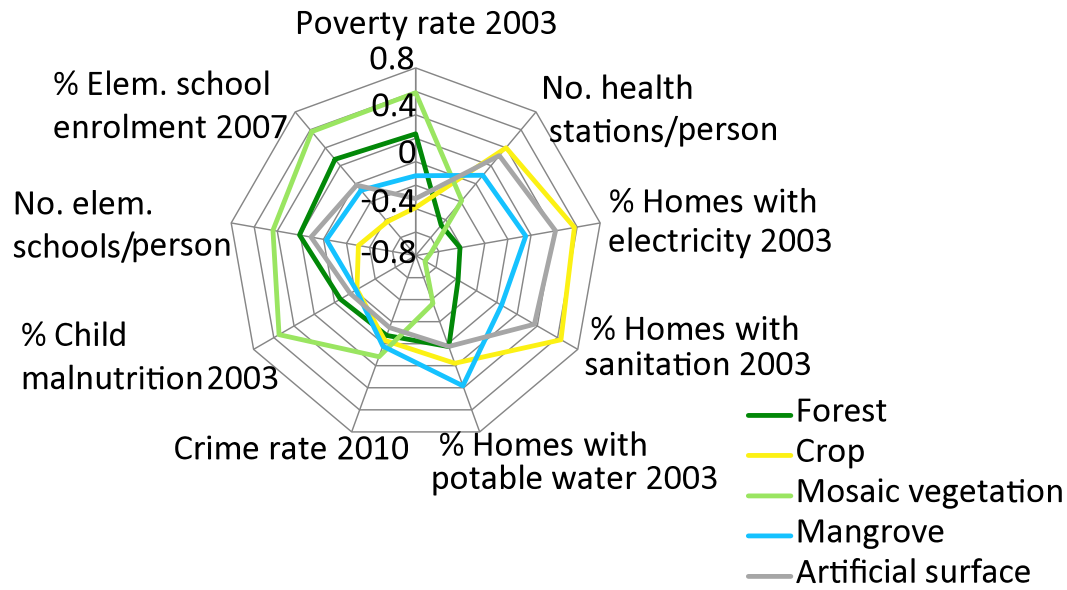 Poverty rate 2003
0.8
0.4
0
-0.4
-0.8
No. health
stations/person
% Homes with
electricity 2003
% Homes with
sanitation 2003
% Homes with
potable water 2003
Crime rate 2010
% Child
malnutrition 2003
No. elem.
schools/person
% Elem. school
enrolment 2007
Forest
Crop
Mosaic vegetation
Mangrove
Artificial surface